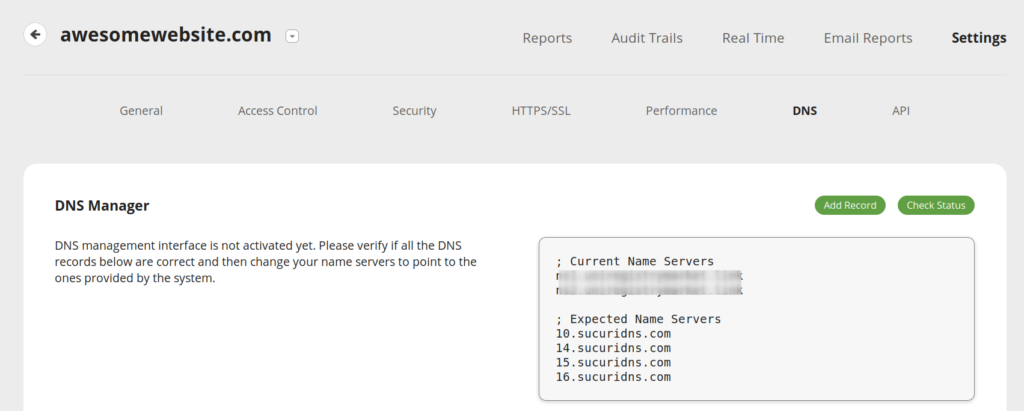 awesomewebsite.com
Reports Audit Trails Real Time Email Reports Settings
General Access Control Security HTTPS/SSL Performance DNS API
DNS Manager
Add Record Check Status
DNS management interface is not activated yet. Please verify if all the DNS
records below are correct and then change your name servers to point to the
ones provided by the system.
; Current Name Servers
; Expected Name Servers
10.sucuridns.com
14.sucuridns.com
15.sucuridns.com
16.sucuridns.com